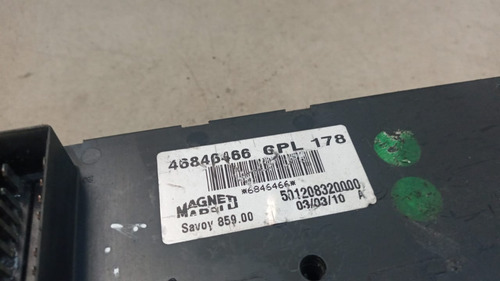 46846466 GPL 178
*6846466*
501208320000
MAGNETI
MARELLI
03/03/10 A
Savoy 859.00